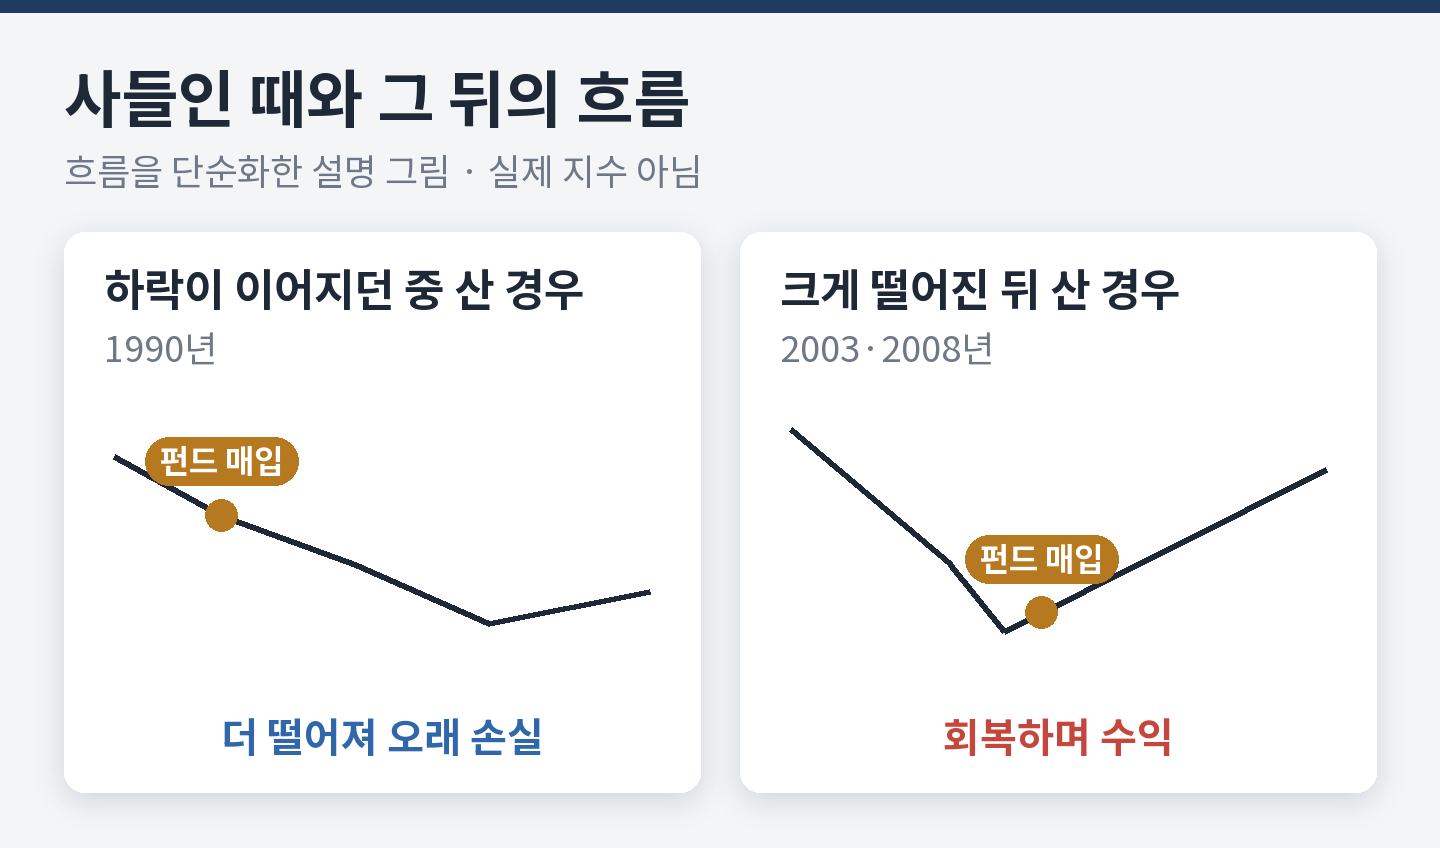 사들인 때와 그 뒤의 흐름
흐름을 단순화한 설명 그림 · 실제 지수 아님
하락이 이어지던 중 산 경우
1990년
펀드 매입
더 떨어져 오래 손실
크게 떨어진 뒤 산 경우
2003·2008년
펀드 매입
회복하며 수익